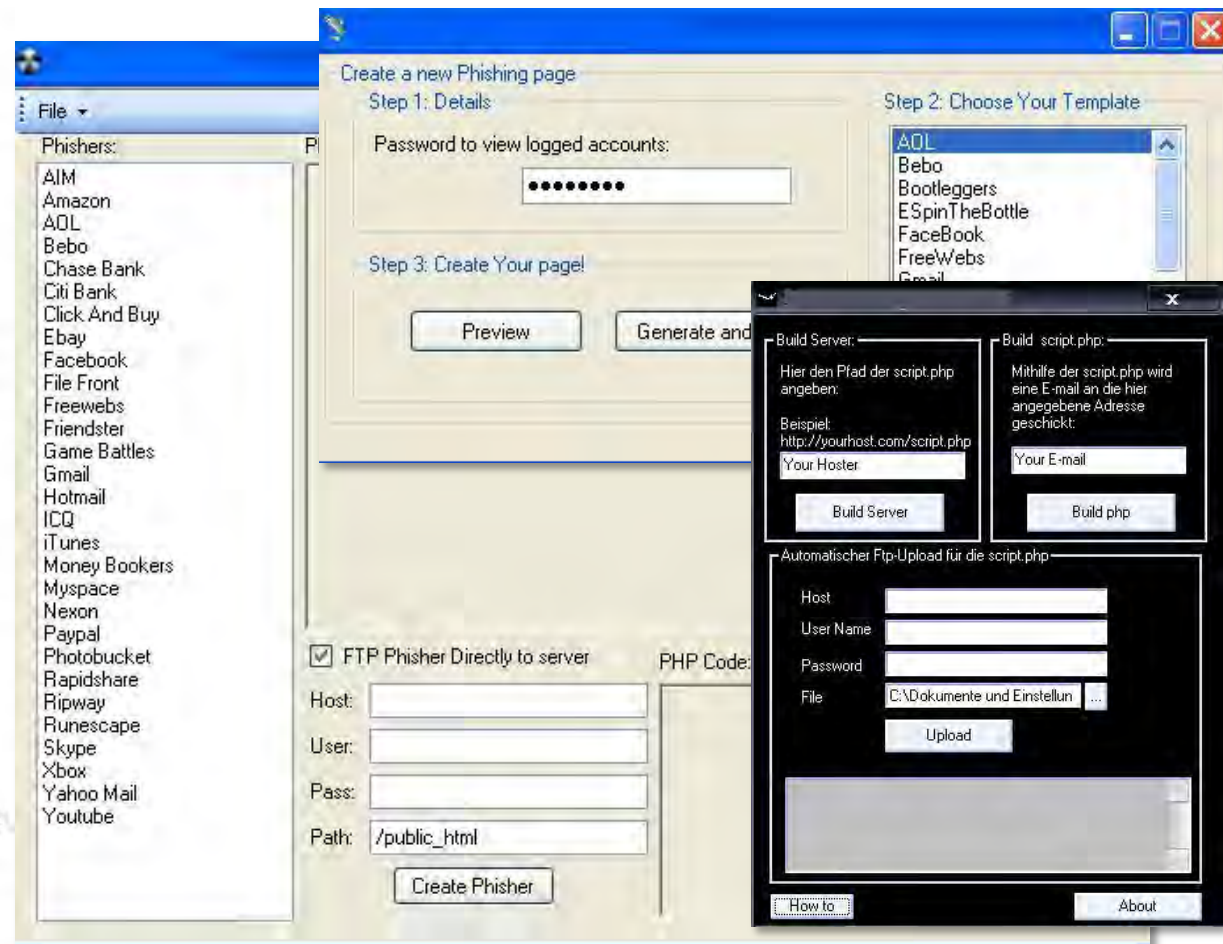 File
Phishers:
AIM
Amazon
AOL
Bebo
Chase Bank
Citi Bank
Click And Buy
Ebay
Facebook
File Front
Freewebs
Friendster
Game Battles
Gmail
Hotmail
ICQ
iTunes
Money Bookers
Myspace
Nexon
Paypal
Photobucket
Rapidshare
Ripway
Runescape
Skype
Xbox
Yahoo Mail
Youtube
FTP Phisher Directly to server
Host:
User:
Pass:
Path: /public_html
Create Phisher
PHP Code:
Create a new Phishing page
Step 1: Details
Password to view logged accounts:
••••••••
Step 2: Choose Your Template
AOL
Bebo
Bootleggers
ESpinTheBottle
FaceBook
FreeWebs
Gmail
Step 3: Create Your page!
Preview
Generate and
Build Server:
Hier den Pfad der script.php
angeben:
Beispiel:
http://yourhost.com/script.php
Your Hoster
Build Server
Build script.php:
Mithilfe der script.php wird
eine E-mail an die hier
angegebene Adresse
geschickt:
Your E-mail
Build php
Automatischer Ftp-Upload für die script.php
Host
User Name
Password
File C:\Dokumente und Einstellun ...
Upload
How to
About